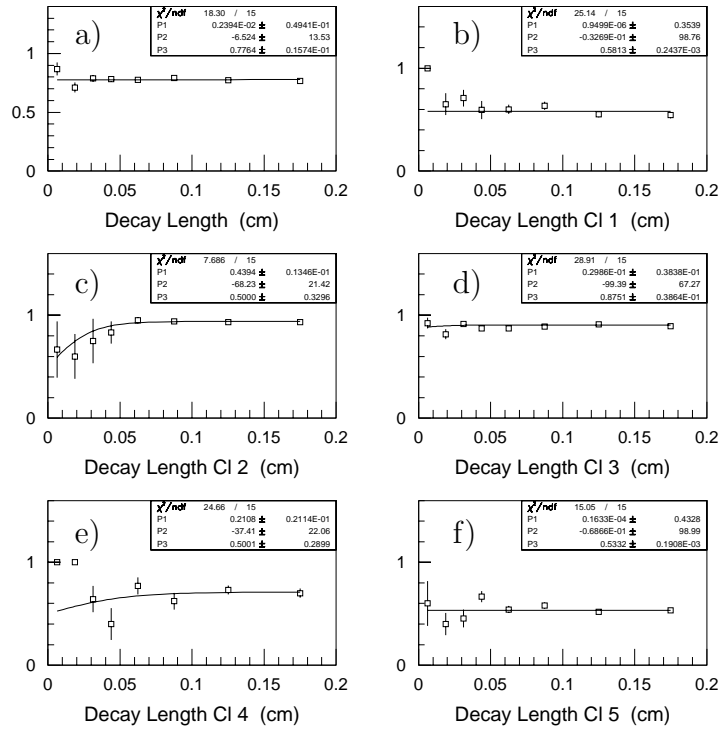 a)
χ²/ndf 18.30 / 15
P1 0.2394E-02 ± 0.4941E-01
P2 -6.524 ± 13.53
P3 0.7764 ± 0.1574E-01
1
0.5
0
0 0.05 0.1 0.15 0.2
Decay Length (cm)
b)
χ²/ndf 25.14 / 15
P1 0.9499E-06 ± 0.3539
P2 -0.3269E-01 ± 98.76
P3 0.5813 ± 0.2437E-03
1
0
0 0.05 0.1 0.15 0.2
Decay Length Cl 1 (cm)
c)
χ²/ndf 7.686 / 15
P1 0.4394 ± 0.1346E-01
P2 -68.23 ± 21.42
P3 0.5000 ± 0.3296
1
0
0 0.05 0.1 0.15 0.2
Decay Length Cl 2 (cm)
d)
χ²/ndf 28.91 / 15
P1 0.2986E-01 ± 0.3838E-01
P2 -99.39 ± 67.27
P3 0.8751 ± 0.3864E-01
1
0
0 0.05 0.1 0.15 0.2
Decay Length Cl 3 (cm)
e)
χ²/ndf 24.66 / 15
P1 0.2108 ± 0.2114E-01
P2 -37.41 ± 22.06
P3 0.5001 ± 0.2899
1
0
0 0.05 0.1 0.15 0.2
Decay Length Cl 4 (cm)
f)
χ²/ndf 15.05 / 15
P1 0.1633E-04 ± 0.4328
P2 -0.6866E-01 ± 98.99
P3 0.5332 ± 0.1908E-03
1
0
0 0.05 0.1 0.15 0.2
Decay Length Cl 5 (cm)